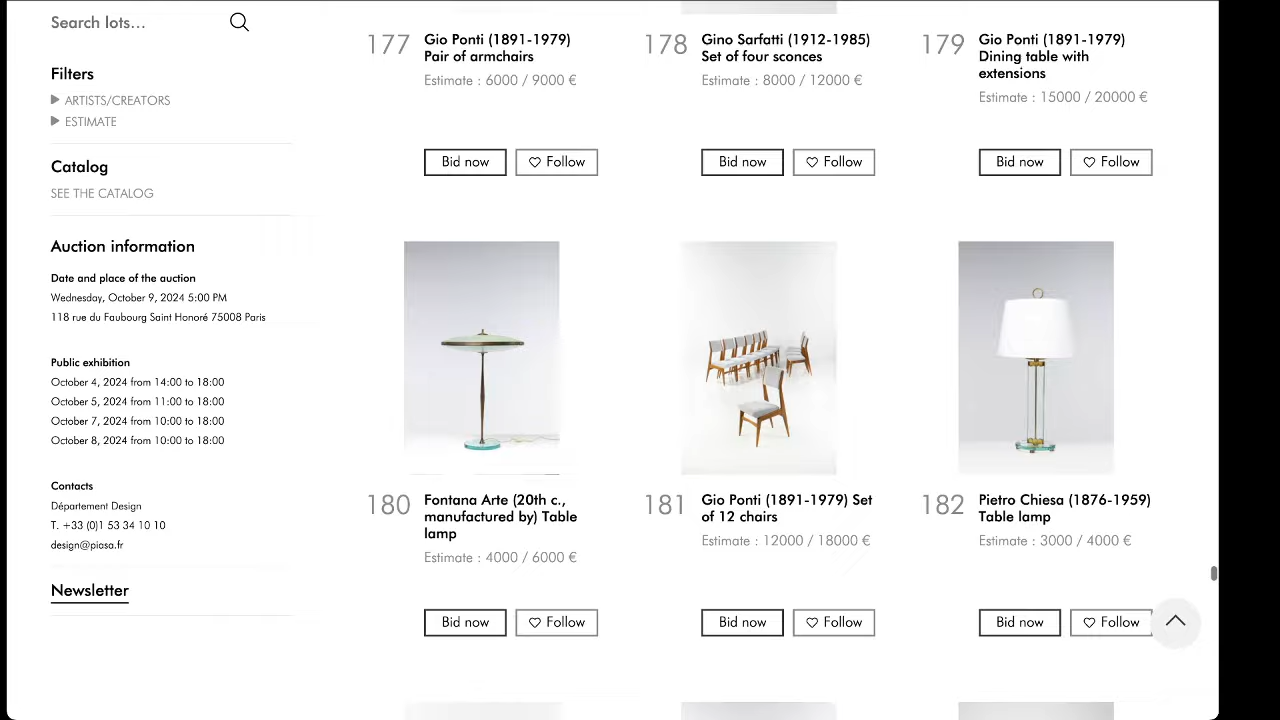 Search lots...
Filters
ARTISTS/CREATORS
ESTIMATE
Catalog
SEE THE CATALOG
Auction information
Date and place of the auction
Wednesday, October 9, 2024 5:00 PM
118 rue du Faubourg Saint Honoré 75008 Paris
Public exhibition
October 4, 2024 from 14:00 to 18:00
October 5, 2024 from 11:00 to 18:00
October 7, 2024 from 10:00 to 18:00
October 8, 2024 from 10:00 to 18:00
Contacts
Département Design
T. +33 (0)1 53 34 10 10
design@piasa.fr
Newsletter
177
Gio Ponti (1891-1979)
Pair of armchairs
Estimate : 6000 / 9000 €
Bid now
Follow
178
Gino Sarfatti (1912-1985)
Set of four sconces
Estimate : 8000 / 12000 €
Bid now
Follow
179
Gio Ponti (1891-1979)
Dining table with
extensions
Estimate : 15000 / 20000 €
Bid now
Follow
180
Fontana Arte (20th c.,
manufactured by) Table
lamp
Estimate : 4000 / 6000 €
Bid now
Follow
181
Gio Ponti (1891-1979) Set
of 12 chairs
Estimate : 12000 / 18000 €
Bid now
Follow
182
Pietro Chiesa (1876-1959)
Table lamp
Estimate : 3000 / 4000 €
Bid now
Follow